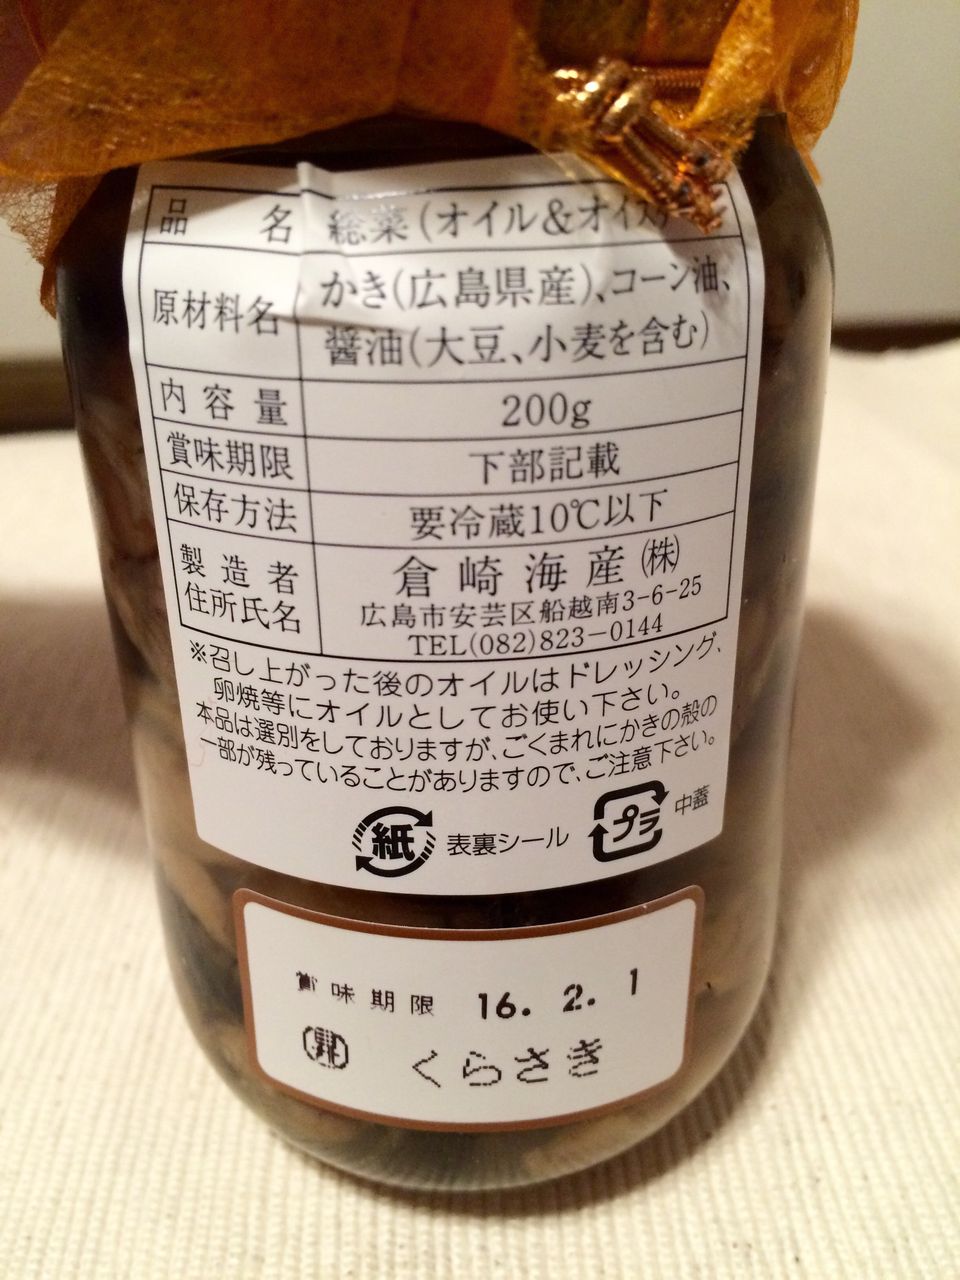 品名 総菜(オイル&オイスター
原材料名 かき(広島県産)、コーン油、
醤油(大豆、小麦を含む)
内容量 200g
賞味期限 下部記載
保存方法 要冷蔵10℃以下
製造者 倉崎海産(株)
住所氏名 広島市安芸区船越南3-6-25
TEL(082)823-0144
※召し上がった後のオイルはドレッシング、
卵焼等にオイルとしてお使い下さい。
本品は選別をしておりますが、ごくまれにかきの殻の
一部が残っていることがありますので、ご注意下さい。
紙 表裏シール プラ 中蓋
賞味期限 16. 2. 1
くらさき